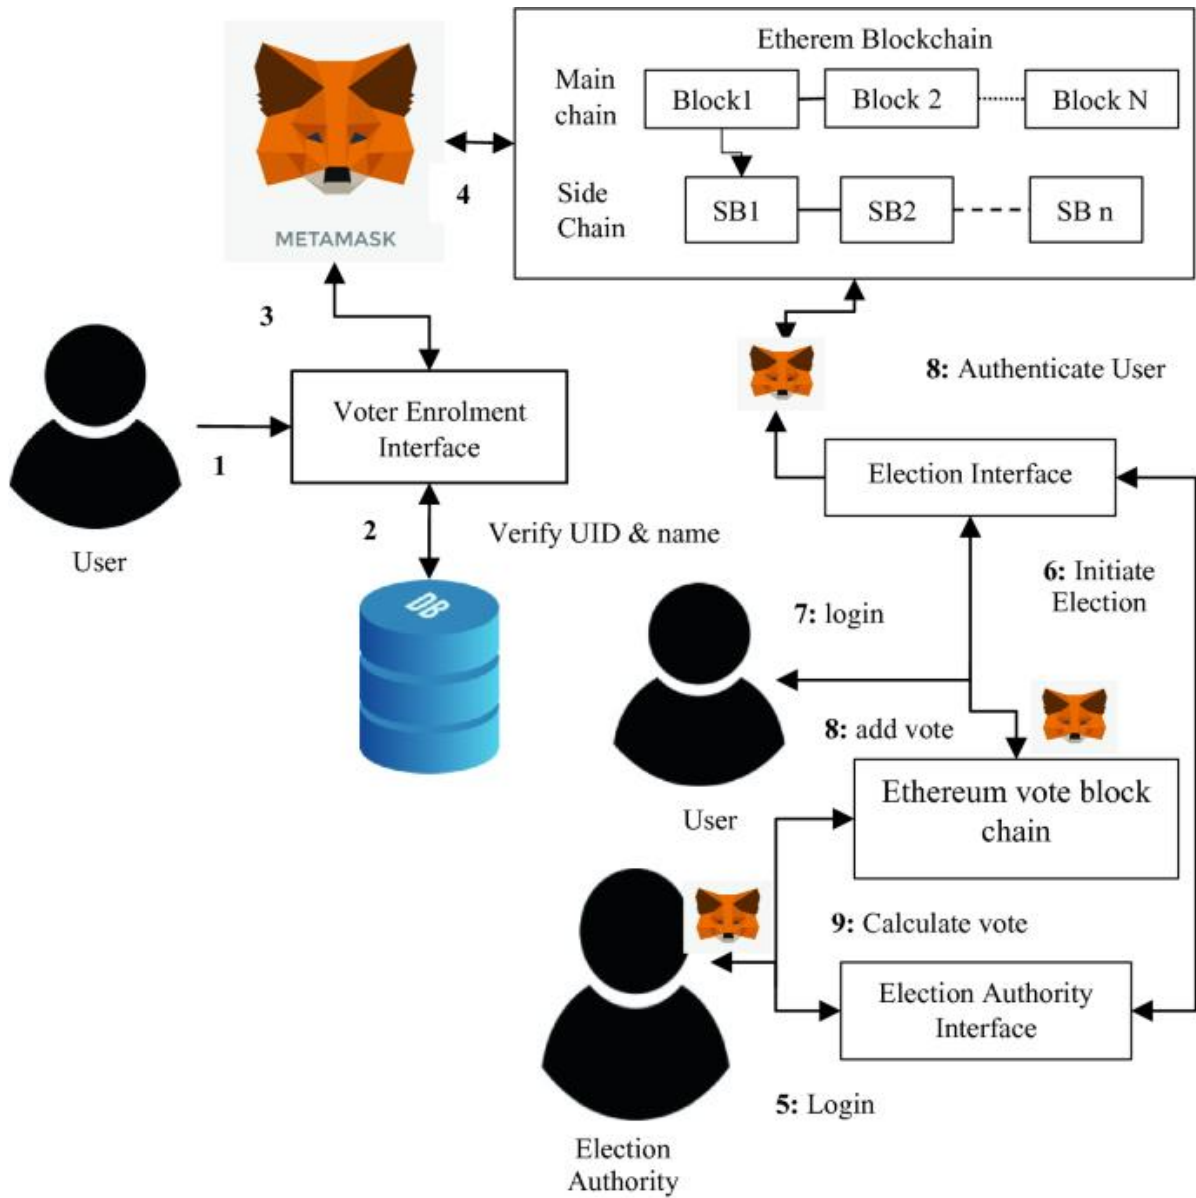 Etherem Blockchain
Main
chain
Block1
Block 2
Block N
4
Side
Chain
SB1
SB2
SB n
METAMASK
3
8: Authenticate User
Voter Enrolment
Interface
1
Election Interface
2
Verify UID & name
User
DB
6: Initiate
Election
7: login
8: add vote
Ethereum vote block
chain
User
9: Calculate vote
Election Authority
Interface
5: Login
Election
Authority